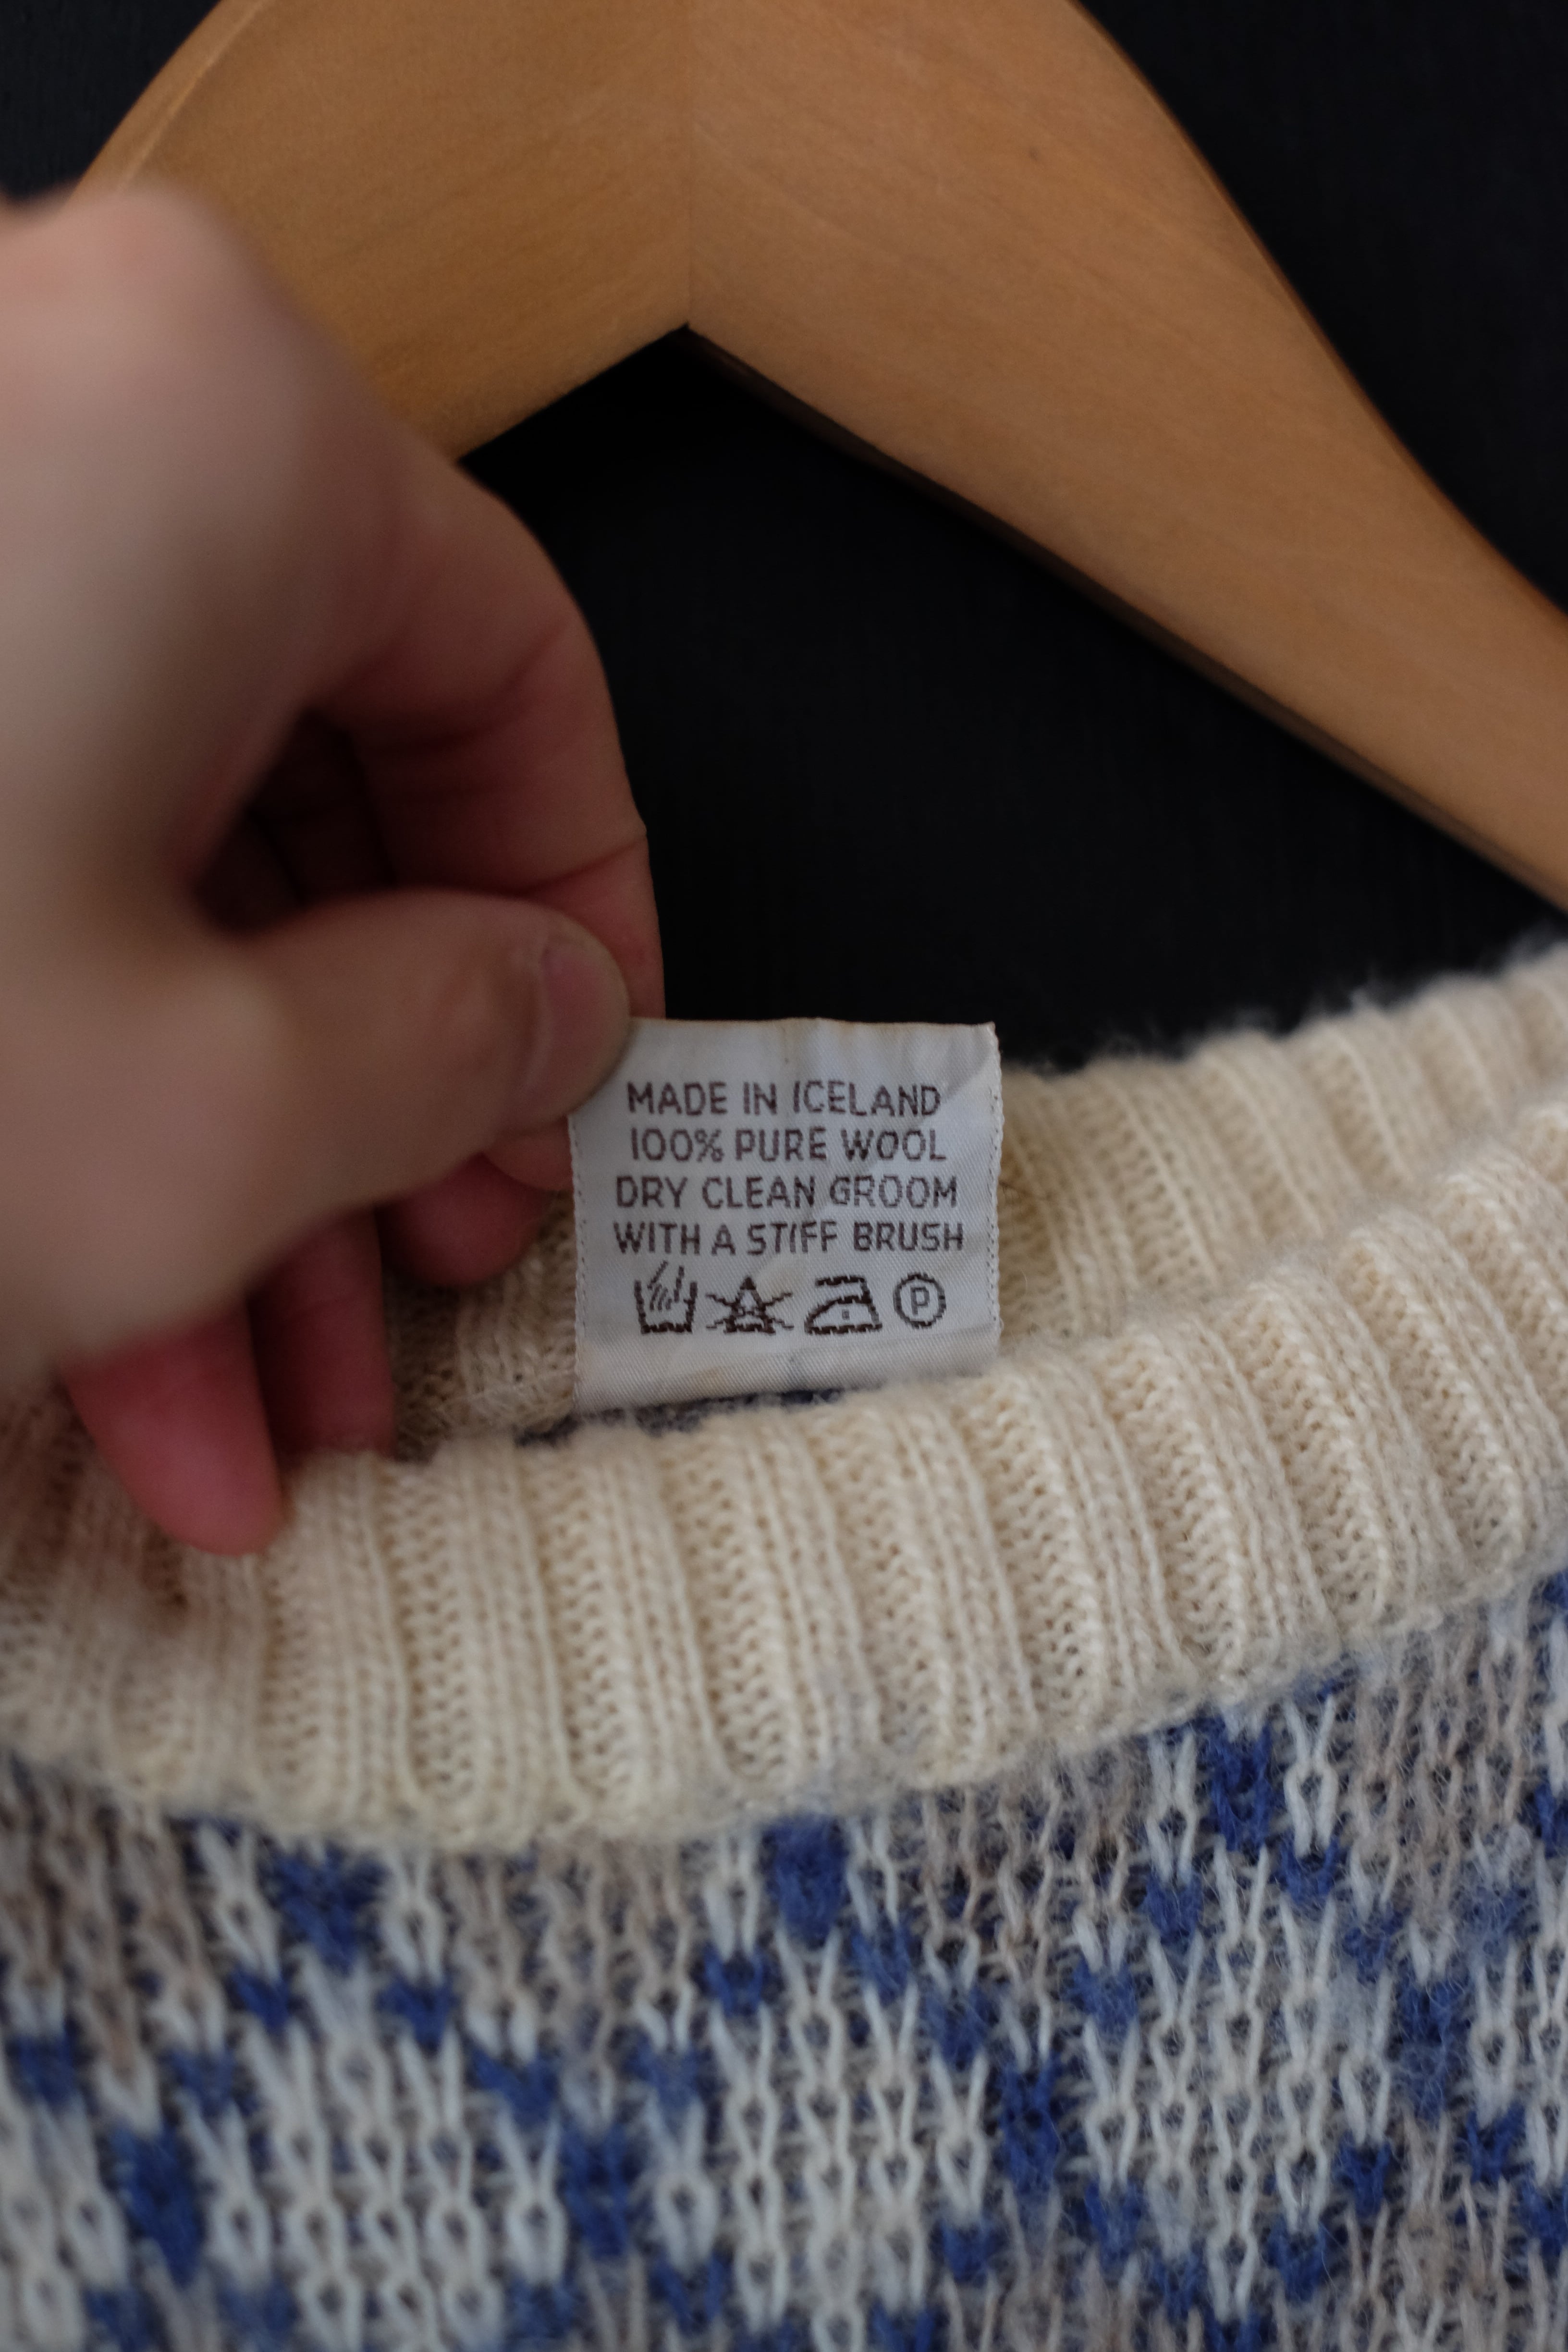 MADE IN ICELAND
100% PURE WOOL
DRY CLEAN GROOM
WITH A STIFF BRUSH
P